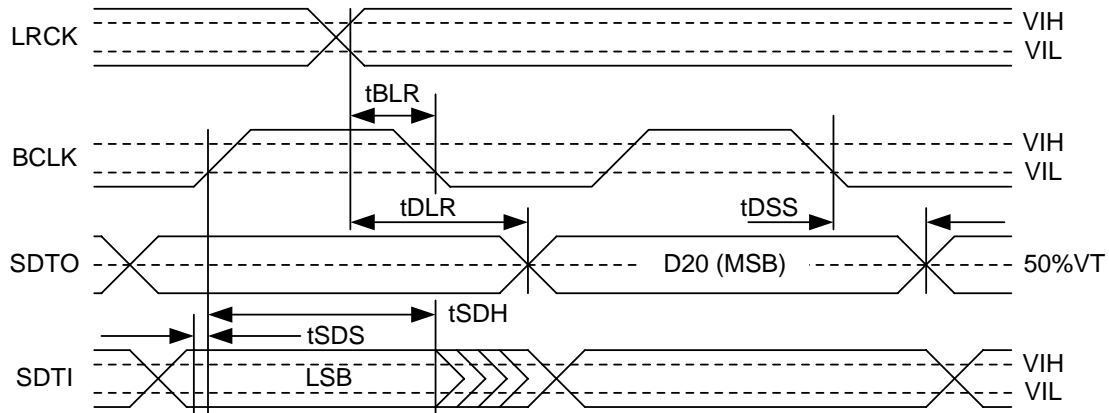 LRCK
VIH
VIL
tBLR
BCLK
VIH
VIL
tDLR
tDSS
SDTO
D20 (MSB)
50%VT
tSDH
tSDS
SDTI
LSB
VIH
VIL